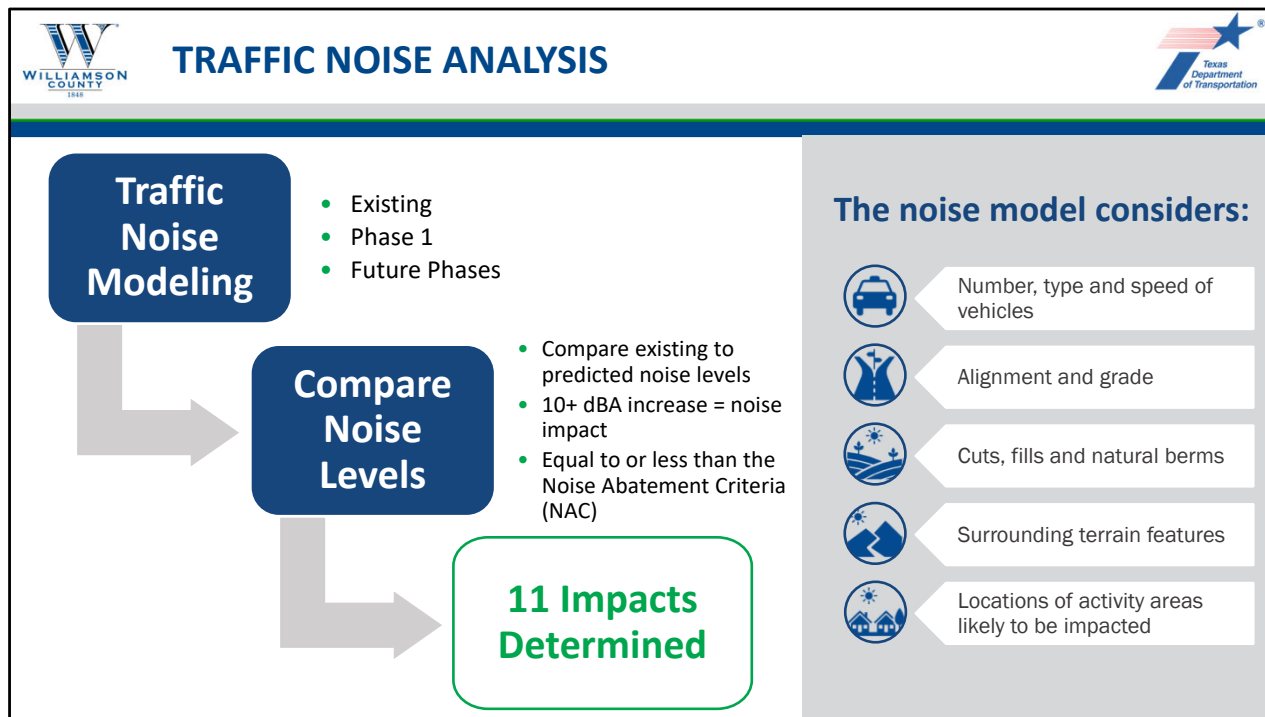 W
WILLIAMSON
COUNTY
1848
TRAFFIC NOISE ANALYSIS
®
Texas
Department
of Transportation
Traffic
Noise
Modeling
• Existing
• Phase 1
• Future Phases
Compare
Noise
Levels
• Compare existing to
predicted noise levels
• 10+ dBA increase = noise
impact
• Equal to or less than the
Noise Abatement Criteria
(NAC)
11 Impacts
Determined
The noise model considers:
Number, type and speed of
vehicles
Alignment and grade
Cuts, fills and natural berms
Surrounding terrain features
Locations of activity areas
likely to be impacted